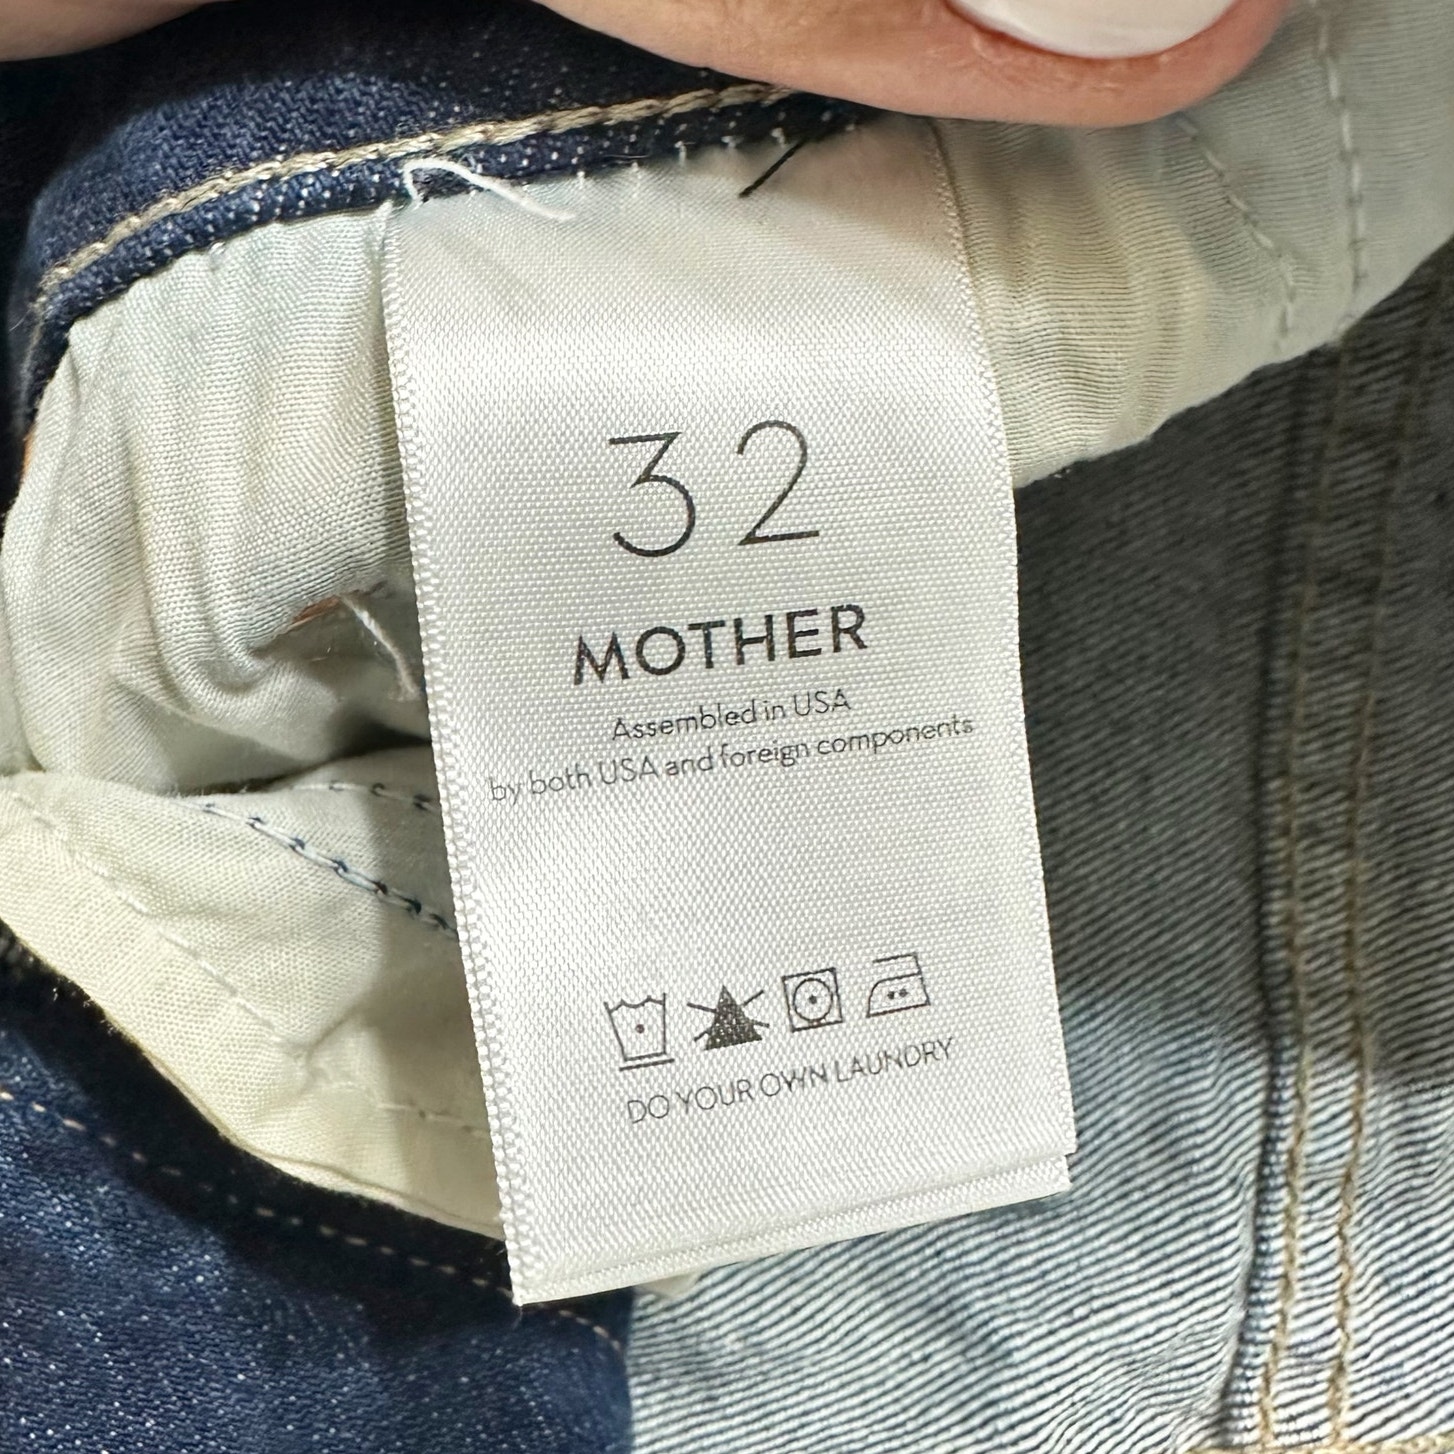 32
MOTHER
Assembled in USA
by both USA and foreign components
DO YOUR OWN LAUNDRY